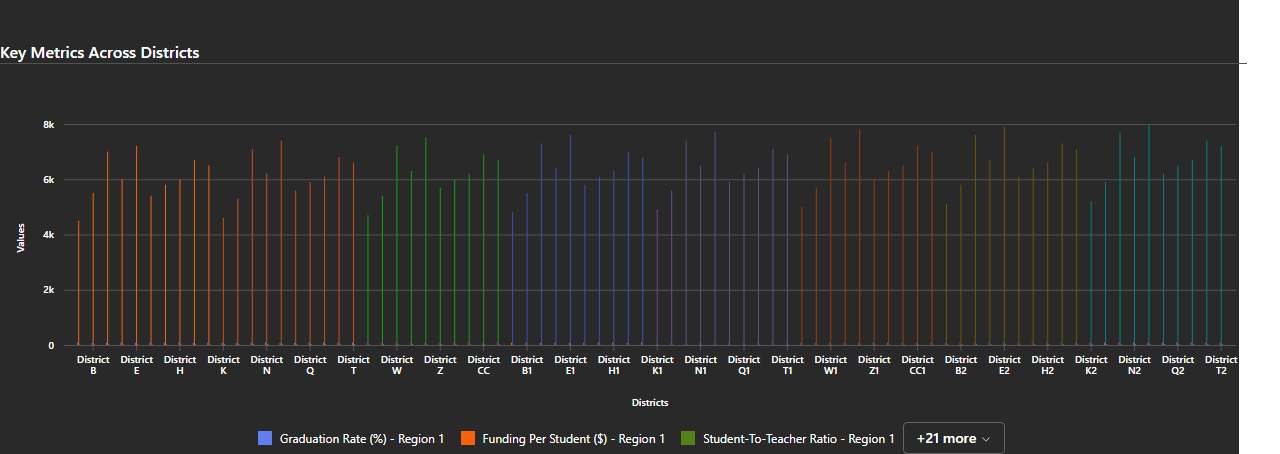 Key Metrics Across Districts
8k
6k
4k
2k
0
Values
District District District District District District District District District District District District District District District District District District District District District District District District District District District
B E H K N Q T W Z CC B1 E1 H1 K1 N1 Q1 T1 W1 Z1 CC1 B2 E2 H2 K2 N2 Q2 T2
Districts
Graduation Rate (%) - Region 1 Funding Per Student ($) - Region 1 Student-To-Teacher Ratio - Region 1 +21 more